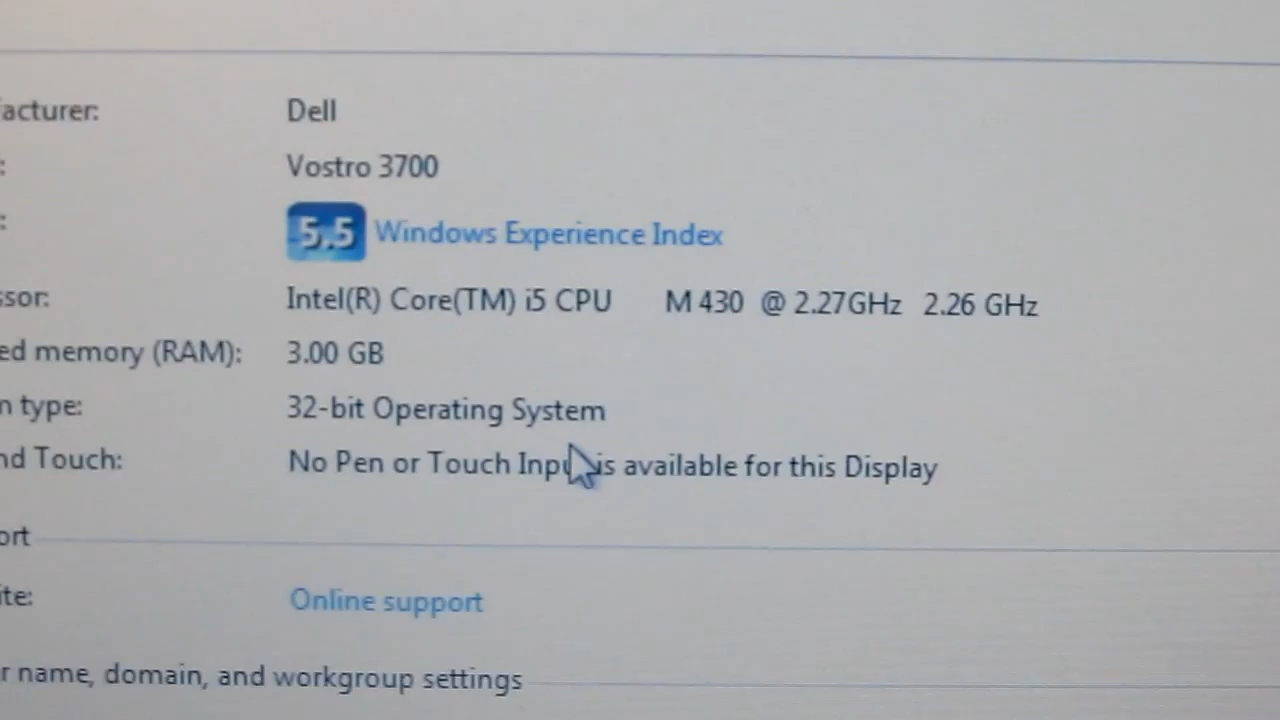 acturer: Dell
: Vostro 3700
: 5.5 Windows Experience Index
ssor: Intel(R) Core(TM) i5 CPU M 430 @ 2.27GHz 2.26 GHz
ed memory (RAM): 3.00 GB
n type: 32-bit Operating System
nd Touch: No Pen or Touch Inpu is available for this Display
ort
ite: Online support
r name, domain, and workgroup settings